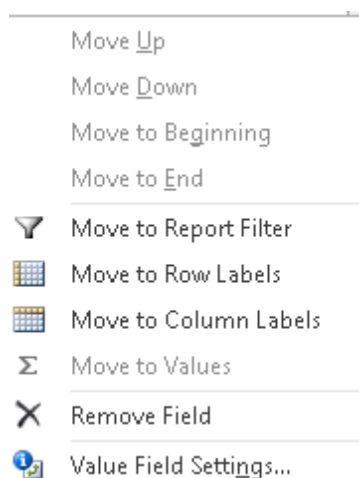 Move Up
Move Down
Move to Beginning
Move to End
Move to Report Filter
Move to Row Labels
Move to Column Labels
Σ Move to Values
Remove Field
Value Field Settings...